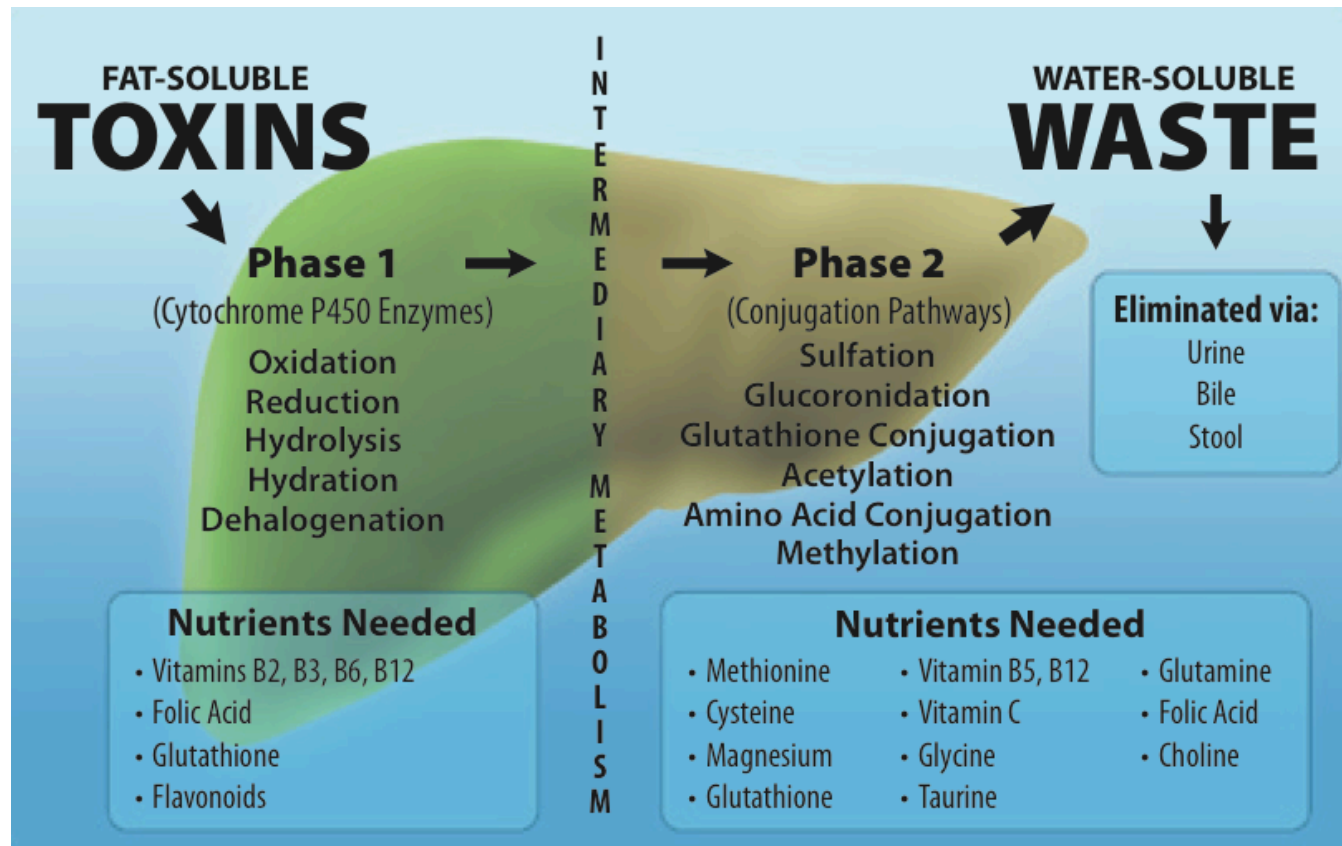 FAT-SOLUBLE
TOXINS
Phase 1
(Cytochrome P450 Enzymes)
Oxidation
Reduction
Hydrolysis
Hydration
Dehalogenation
Nutrients Needed
• Vitamins B2, B3, B6, B12
• Folic Acid
• Glutathione
• Flavonoids
INTERMEDIARY METABOLISM
Phase 2
(Conjugation Pathways)
Sulfation
Glucoronidation
Glutathione Conjugation
Acetylation
Amino Acid Conjugation
Methylation
Nutrients Needed
• Methionine
• Cysteine
• Magnesium
• Glutathione
• Vitamin B5, B12
• Vitamin C
• Glycine
• Taurine
• Glutamine
• Folic Acid
• Choline
WATER-SOLUBLE
WASTE
Eliminated via:
Urine
Bile
Stool